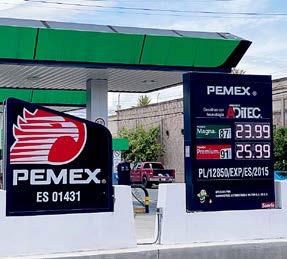 PEMEX
ES 01431
PEMEX
Gasolinas con
tecnología
ADITEC.
Magna. 87 23.99
Premium. 91 25.99
PL/12850/EXP/ES/2015